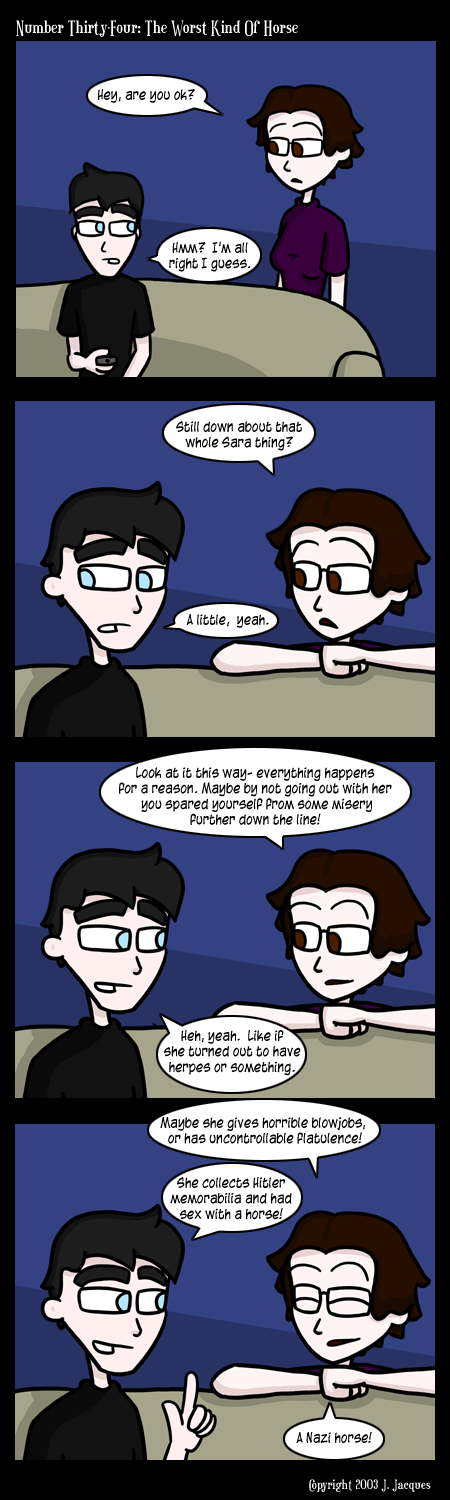 Number Thirty-Four: The Worst Kind Of Horse
Hey, are you ok?
Hmm? I'm all
right I guess.
Still down about that
whole Sara thing?
A little, yeah.
Look at it this way- everything happens
for a reason. Maybe by not going out with her
you spared yourself from some misery
further down the line!
Heh, yeah. Like if
she turned out to have
herpes or something.
Maybe she gives horrible blowjobs,
or has uncontrollable flatulence!
She collects Hitler
memorabilia and had
sex with a horse!
A Nazi horse!
Copyright 2003 J. Jacques